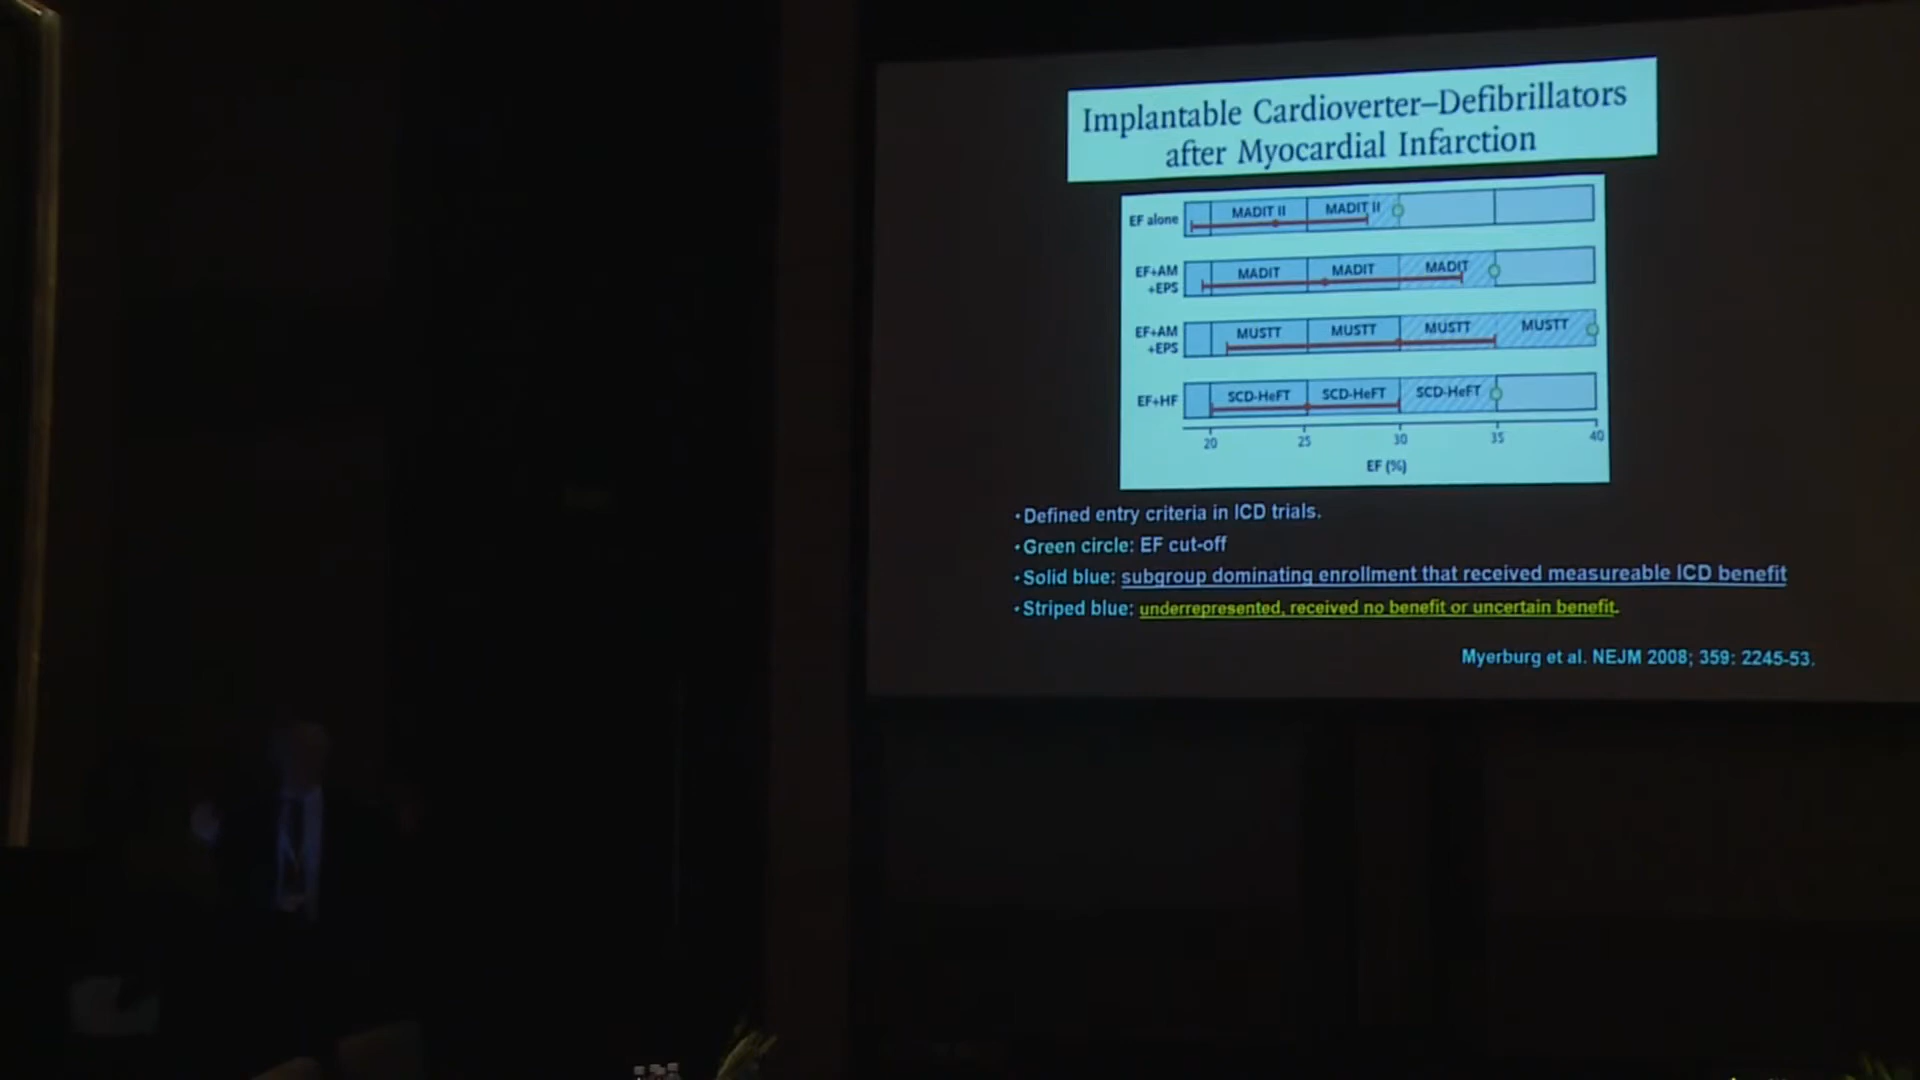 Implantable Cardioverter–Defibrillators
after Myocardial Infarction
EF alone MADIT II MADIT II
EF+AM MADIT MADIT MADIT
+EPS
EF+AM MUSTT MUSTT MUSTT MUSTT
+EPS
EF+HF SCD-HeFT SCD-HeFT SCD-HeFT
20 25 30 35 40
EF (%)
• Defined entry criteria in ICD trials.
• Green circle: EF cut-off
• Solid blue: subgroup dominating enrollment that received measureable ICD benefit
• Striped blue: underrepresented, received no benefit or uncertain benefit.
Myerburg et al. NEJM 2008; 359: 2245-53.